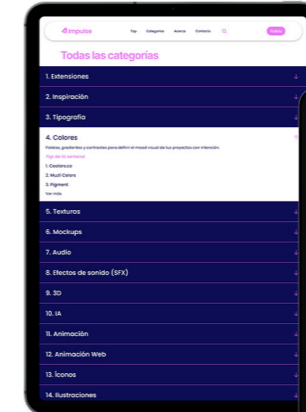 impulso
Top Categorías Acerca Contacto
Todas las categorías
1. Extensiones
2. Inspiración
3. Tipografía
4. Colores
Paletas, gradientes y contrastes para definir el mood visual de tus proyectos con intención.
Top de la semana
1. Coolors.co
2. Muzli Colors
3. Pigment
Ver más
5. Texturas
6. Mockups
7. Audio
8. Efectos de sonido (SFX)
9. 3D
10. IA
11. Animación
12. Animación Web
13. Íconos
14. Ilustraciones